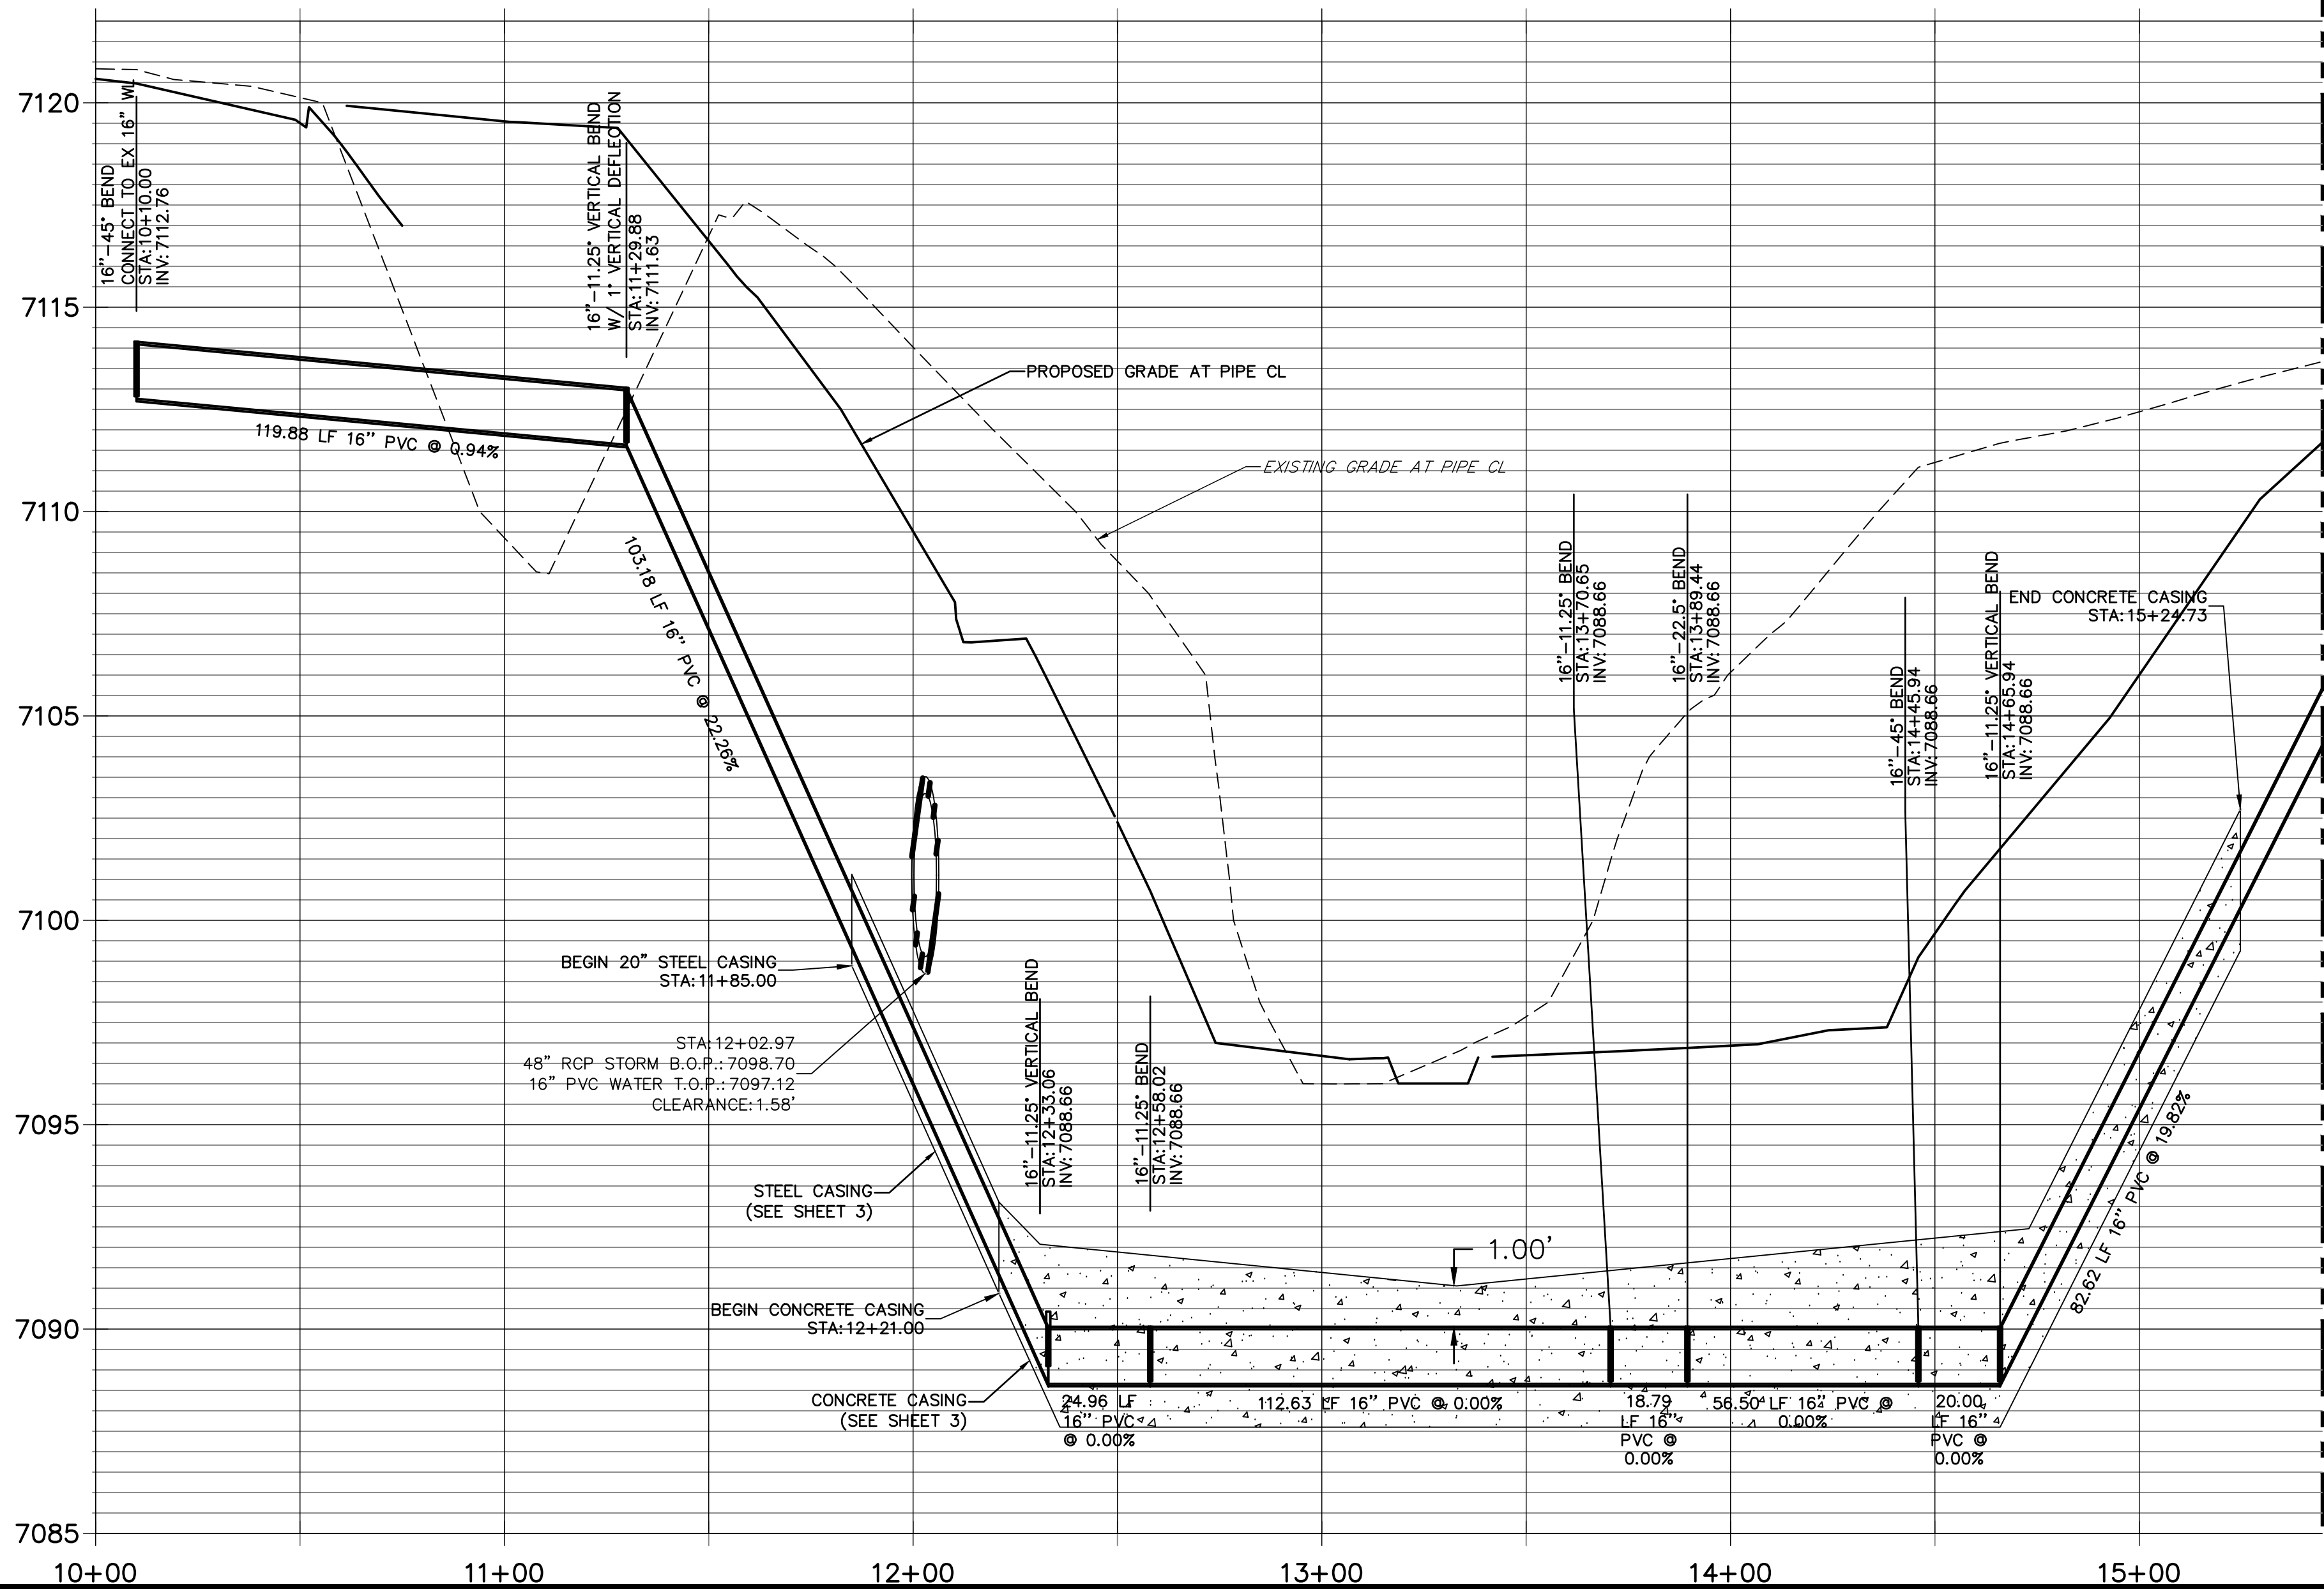 7120
7115
7110
7105
7100
7095
7090
7085
10+00
11+00
12+00
13+00
14+00
15+00
16"-45° BEND
CONNECT TO EX 16" WL
STA:10+10.00
INV:7112.76
119.88 LF 16" PVC @ 0.94%
16"-11.25° VERTICAL BEND
W/ 1° VERTICAL DEFLECTION
STA:11+29.88
INV:7111.63
103.18 LF 16" PVC @ 22.26%
PROPOSED GRADE AT PIPE CL
EXISTING GRADE AT PIPE CL
BEGIN 20" STEEL CASING
STA:11+85.00
STA:12+02.97
48" RCP STORM B.O.P.:7098.70
16" PVC WATER T.O.P.:7097.12
CLEARANCE:1.58'
STEEL CASING
(SEE SHEET 3)
BEGIN CONCRETE CASING
STA:12+21.00
CONCRETE CASING
(SEE SHEET 3)
16"-11.25° VERTICAL BEND
STA:12+33.06
INV:7088.66
16"-11.25° BEND
STA:12+58.02
INV:7088.66
1.00'
16"-11.25° BEND
STA:13+70.65
INV:7088.66
16"-22.5° BEND
STA:13+89.44
INV:7088.66
16"-45° BEND
STA:14+45.94
INV:7088.66
16"-11.25° VERTICAL BEND
STA:14+65.94
INV:7088.66
END CONCRETE CASING
STA:15+24.73
24.96 LF
16" PVC
@ 0.00%
112.63 LF 16" PVC @ 0.00%
18.79
LF 16"
PVC @
0.00%
56.50 LF 16" PVC @
0.00%
20.00
LF 16"
PVC @
0.00%
82.62 LF 16" PVC @ 19.82%